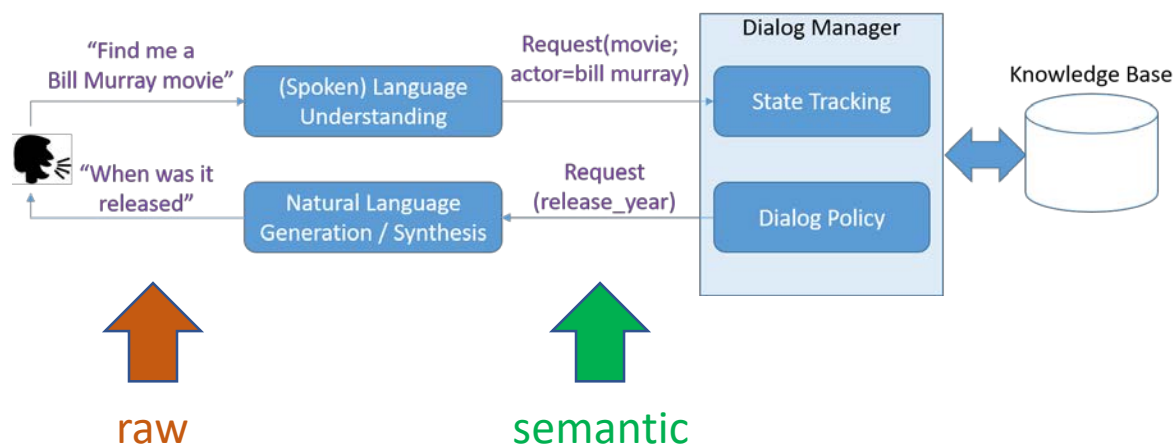 “Find me a
Bill Murray movie”
(Spoken) Language
Understanding
Request(movie;
actor=bill murray)
Dialog Manager
State Tracking
Knowledge Base
“When was it
released”
Natural Language
Generation / Synthesis
Request
(release_year)
Dialog Policy
raw
semantic